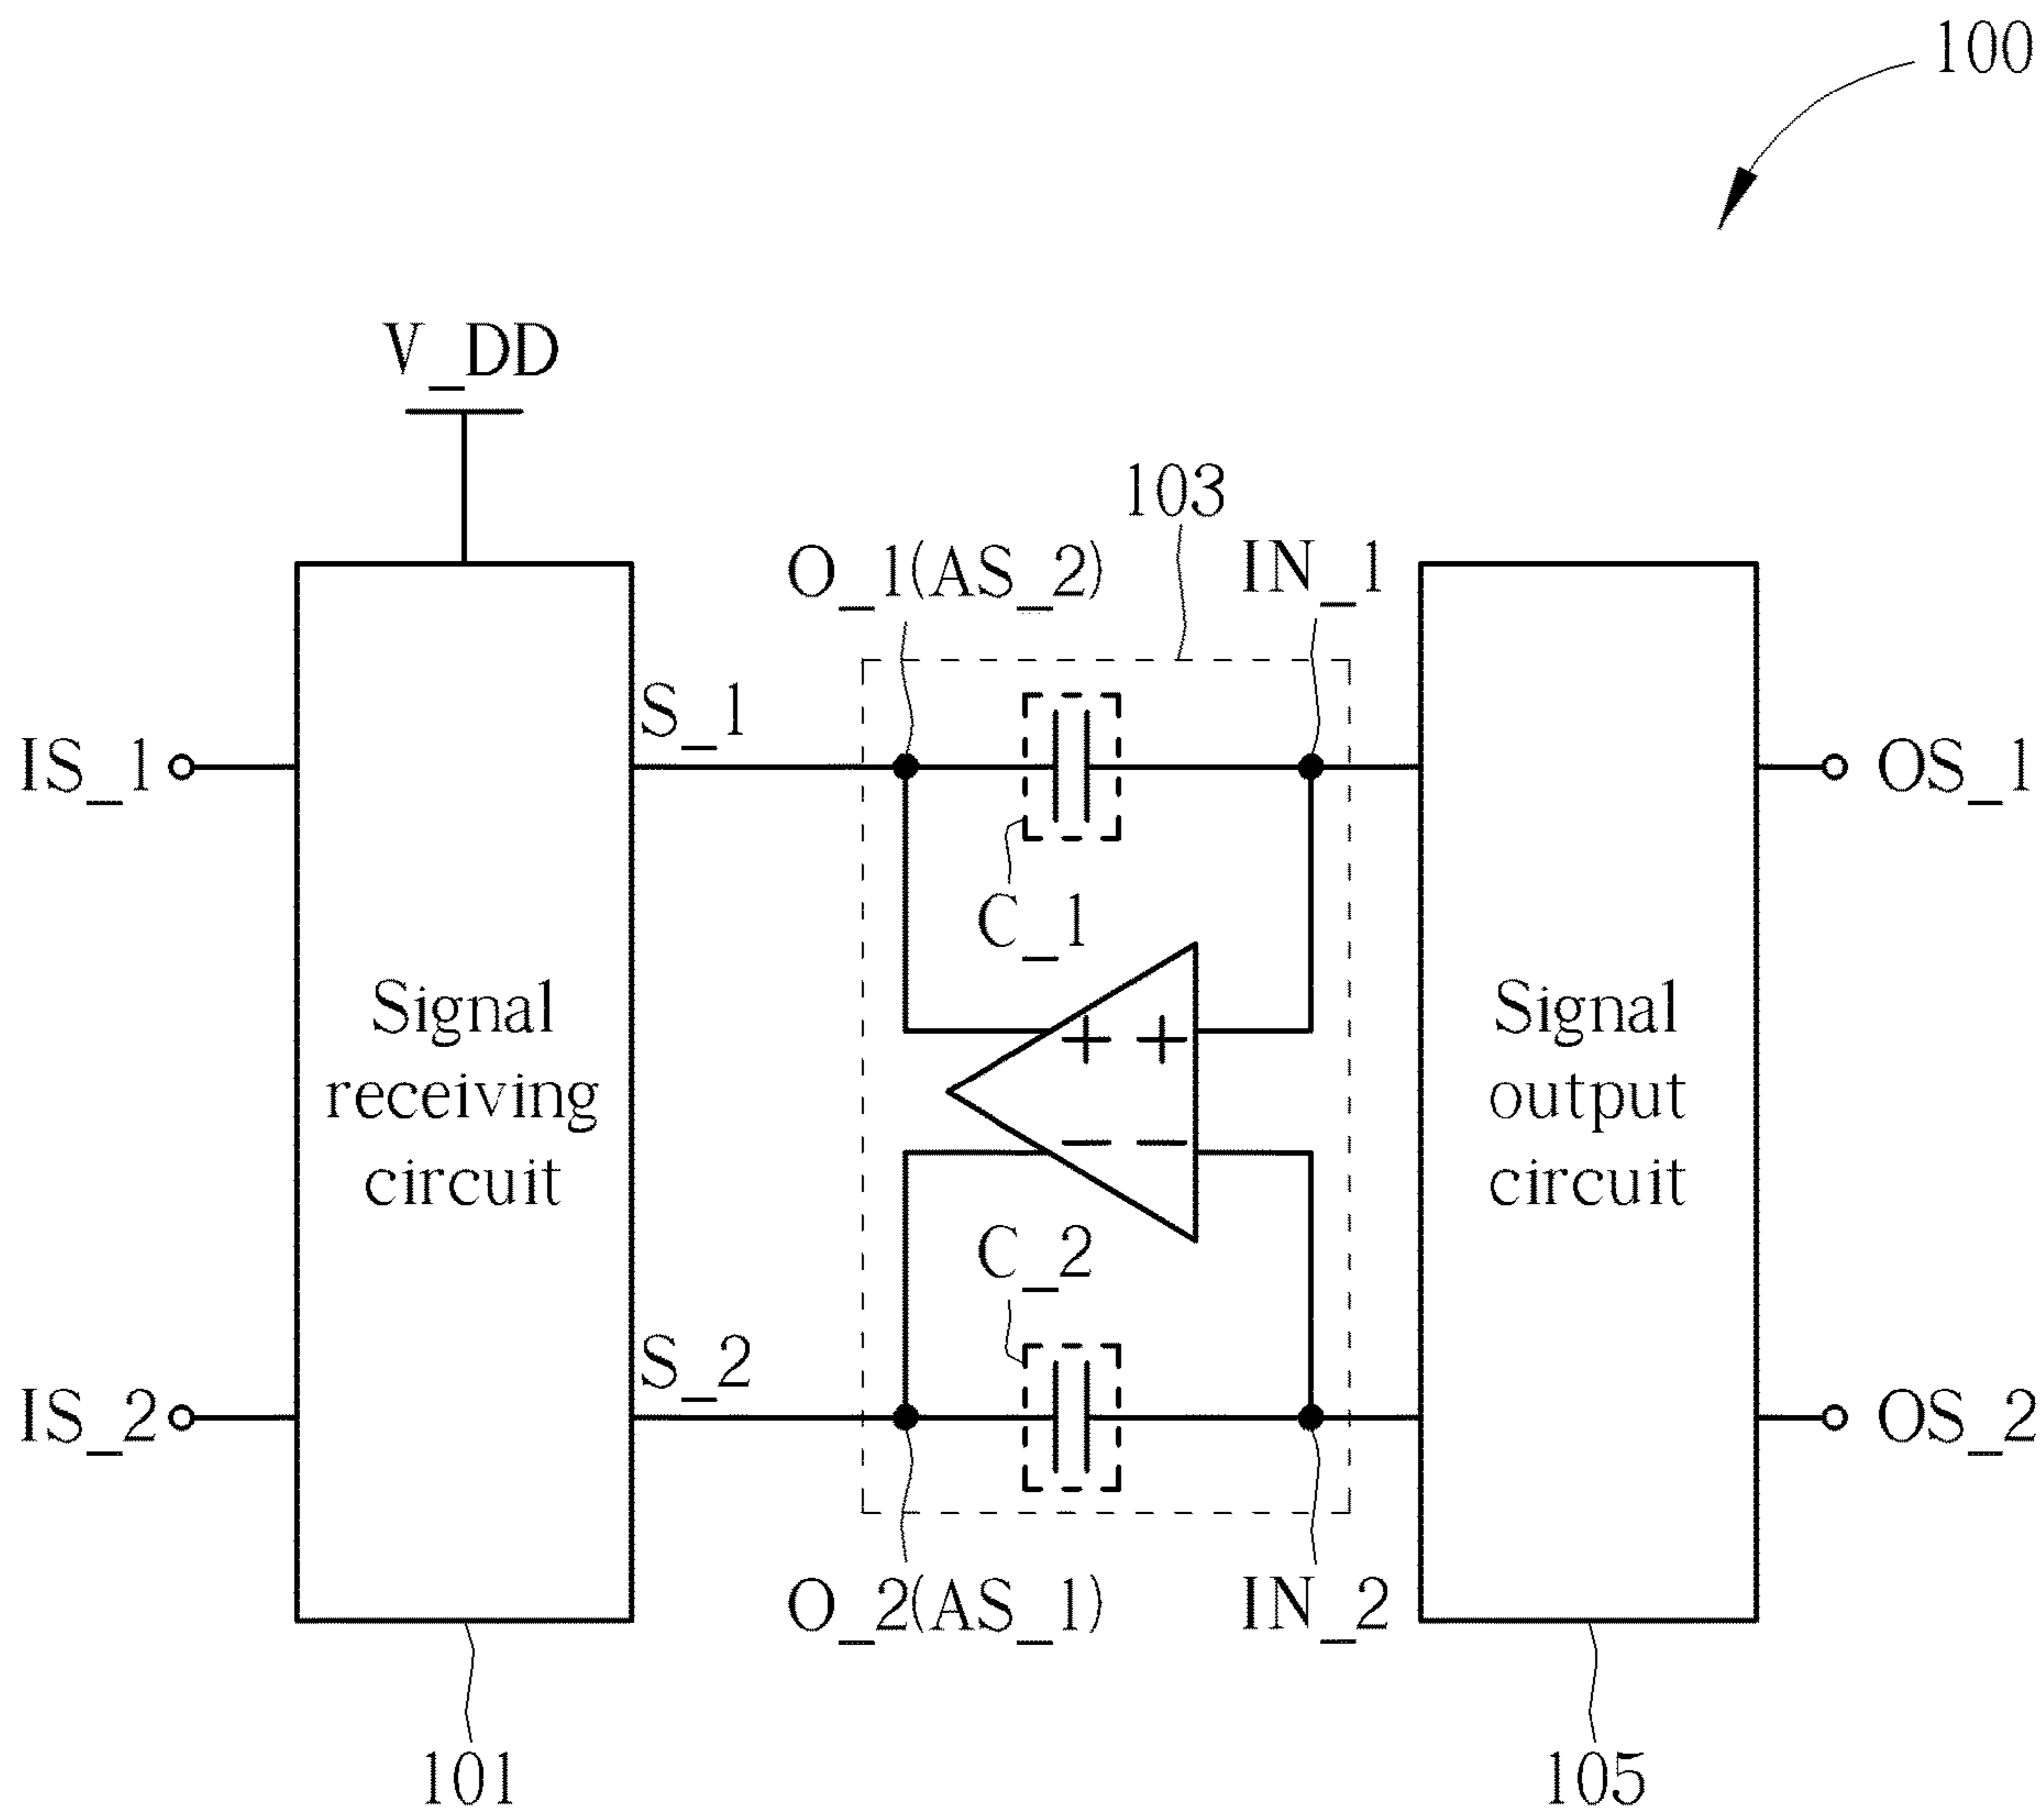 100
V_DD
103
O_1(AS_2)
IN_1
S_1
IS_1
OS_1
C_1
+ +
Signal
receiving
circuit
Signal
output
circuit
− −
C_2
S_2
IS_2
OS_2
O_2(AS_1)
IN_2
101
105